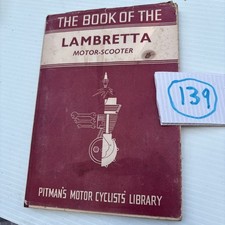 THE BOOK OF THE
LAMBRETTA
MOTOR-SCOOTER
139
PITMAN'S MOTOR CYCLISTS' LIBRARY